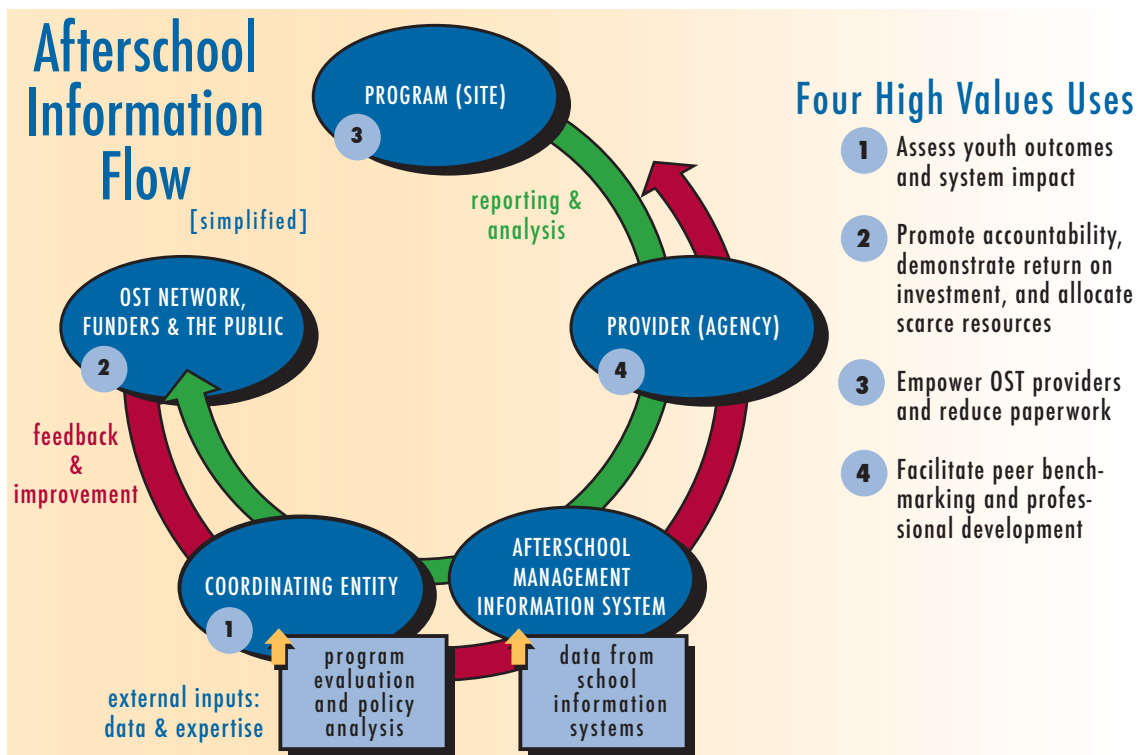 Afterschool
Information
Flow
[simplified]
PROGRAM (SITE)
3
reporting &
analysis
OST NETWORK,
FUNDERS & THE PUBLIC
2
PROVIDER (AGENCY)
4
feedback
&
improvement
COORDINATING ENTITY
1
AFTERSCHOOL
MANAGEMENT
INFORMATION SYSTEM
external inputs:
data & expertise
program
evaluation
and policy
analysis
data from
school
information
systems
Four High Values Uses
1 Assess youth outcomes
and system impact
2 Promote accountability,
demonstrate return on
investment, and allocate
scarce resources
3 Empower OST providers
and reduce paperwork
4 Facilitate peer bench-
marking and profes-
sional development